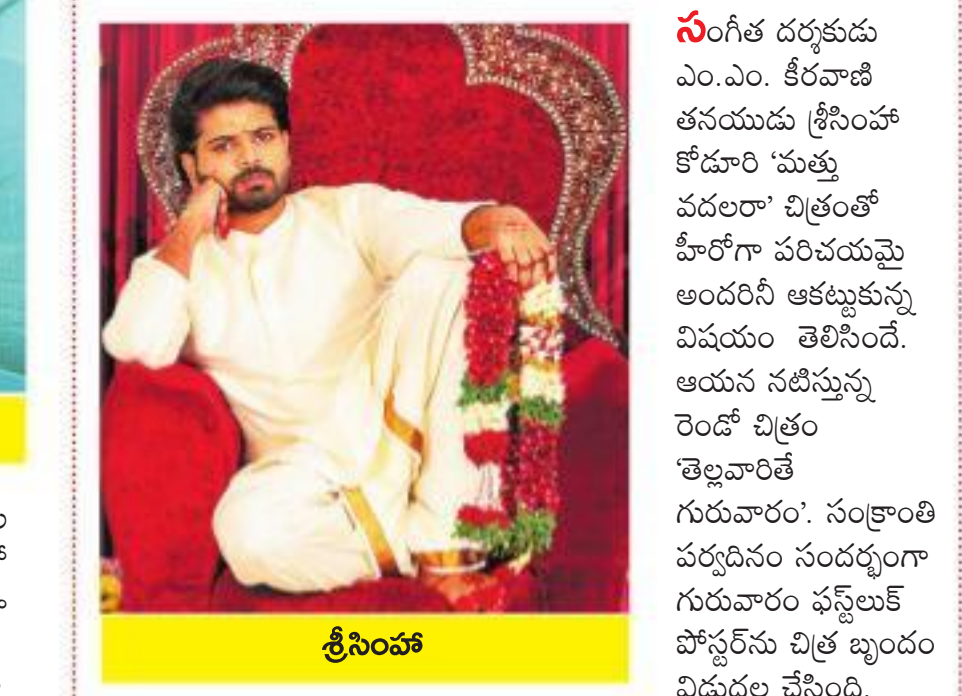 సంగీత దర్శకుడు
ఎం.ఎం. కీరవాణి
తనయుడు శ్రీసింహా
కోడూరి ‘మత్తు
వదలరా’ చిత్రంతో
హీరోగా పరిచయమై
అందరినీ ఆకట్టుకున్న
విషయం తెలిసిందే.
ఆయన నటిస్తున్న
రెండో చిత్రం
‘తెల్లవారితే
గురువారం’. సంక్రాంతి
పర్వదినం సందర్భంగా
గురువారం ఫస్ట్‌లుక్
పోస్టర్‌ను చిత్ర బృందం
విడుదల చేసింది.
శ్రీసింహా